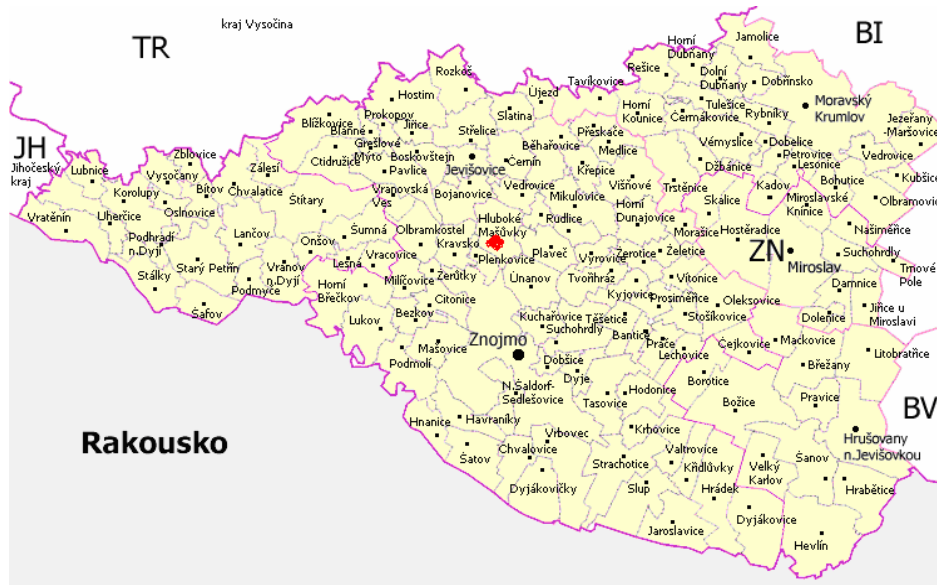 kraj Vysočina
TR
BI
JH
Jihočeský
kraj
ZN
BV
Rakousko
Jamolice
Horní
Dubňany
Rešice
Dolní
Dubňany
Dobřínsko
Moravský
Krumlov
Rozkoš
Hostim
Tavíkovice
Újezd
Slatina
Horní
Kounice
Tulešice
Čermákovice
Rybníky
Jezeřany
-Maršovice
Prokopov
Blížkovice
Blanné
Jiřice
Grešlové
Mýto
Střelice
Přeskače
Medlice
Běhařovice
Vémyslice
Dobelice
Petrovice
Lesonice
Vedrovice
Ctidružice
Boskovštejn
Pavlice
Jevišovice
Černín
Křepice
Džbánice
Bohutice
Kubšice
Lubnice
Zblovice
Vysočany
Zálesí
Korolupy
Bítov
Chvalatice
Oslnovice
Vranovská
Ves
Bojanovice
Vedrovice
Mikulovice
Višňové
Trstěnice
Kadov
Miroslavské
Knínice
Olbramovice
Vratěnín
Uherčice
Štítary
Hluboké
Mašůvky
Rudlice
Horní
Dunajovice
Skalice
Našiměřice
Podhradí
n.Dyjí
Lančov
Šumná
Olbramkostel
Kravsko
Plenkovice
Plaveč
Morašice
Hostěradice
Suchohrdly
Onšov
Vracovice
Výrovice
Žerotice
Želetice
Miroslav
Trnové
Pole
Stálky
Starý Petřín
Vranov
n.Dyjí
Lesná
Žerůtky
Únanov
Tvořihráz
Vítonice
Damnice
Podmyče
Horní
Břečkov
Milíčovice
Citonice
Kyjovice
Prosiměřice
Oleksovice
Jiřice u
Miroslavi
Šafov
Bezkov
Kuchařovice
Suchohrdly
Těšetice
Stošíkovice
Dolenice
Lukov
Znojmo
Bantice
Práče
Lechovice
Čejkovice
Mackovice
Litobratřice
Mašovice
Podmolí
Dobšice
Dyje
Břežany
N.Šaldorf-
Sedlešovice
Hodonice
Tasovice
Borotice
Božice
Pravice
Hnanice
Havraníky
Krhovice
Hrušovany
n.Jevišovkou
Šatov
Vrbovec
Chvalovice
Strachotice
Valtrovice
Křídlůvky
Velký
Karlov
Šanov
Hrabětice
Dyjákovičky
Slup
Hrádek
Dyjákovice
Jaroslavice
Hevlín